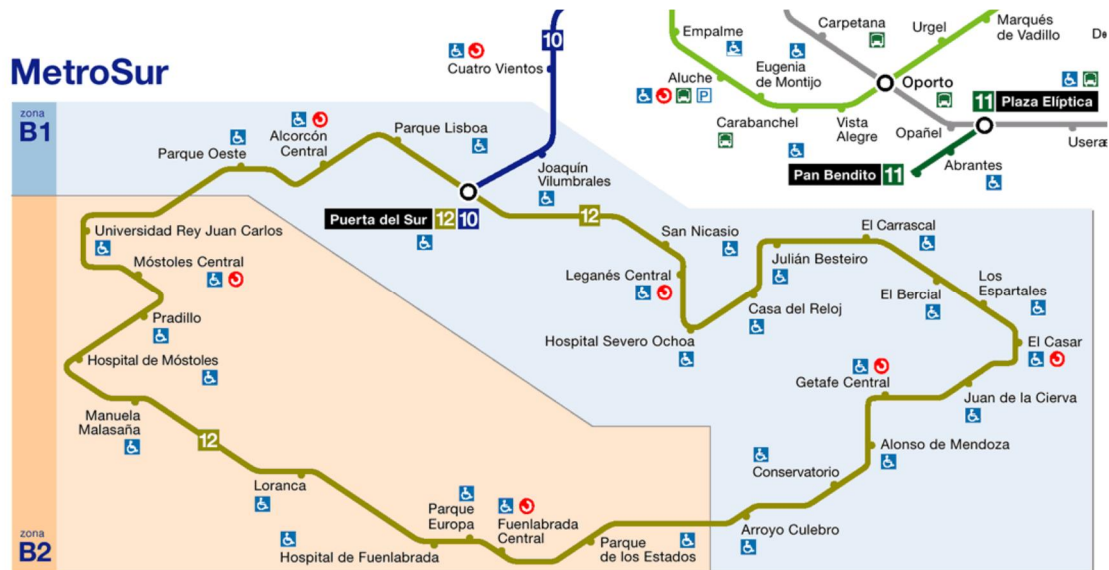 MetroSur
zona
B1
zona
B2
10
Cuatro Vientos
Empalme
Aluche
P
Eugenia
de Montijo
Carabanchel
Vista
Alegre
Carpetana
Urgel
Marqués
de Vadillo
Oporto
Opañel
11 Plaza Elíptica
Abrantes
Pan Bendito 11
Parque Lisboa
Alcorcón
Central
Parque Oeste
Joaquín
Vilumbrales
Puerta del Sur 12 10
12
Universidad Rey Juan Carlos
Móstoles Central
Pradillo
Hospital de Móstoles
Manuela
Malasaña
12
Loranca
Hospital de Fuenlabrada
Parque
Europa
Fuenlabrada
Central
Parque
de los Estados
San Nicasio
Leganés Central
Hospital Severo Ochoa
Casa del Reloj
Julián Besteiro
El Carrascal
El Bercial
Los
Espartales
El Casar
Juan de la Cierva
Getafe Central
Alonso de Mendoza
Conservatorio
Arroyo Culebro